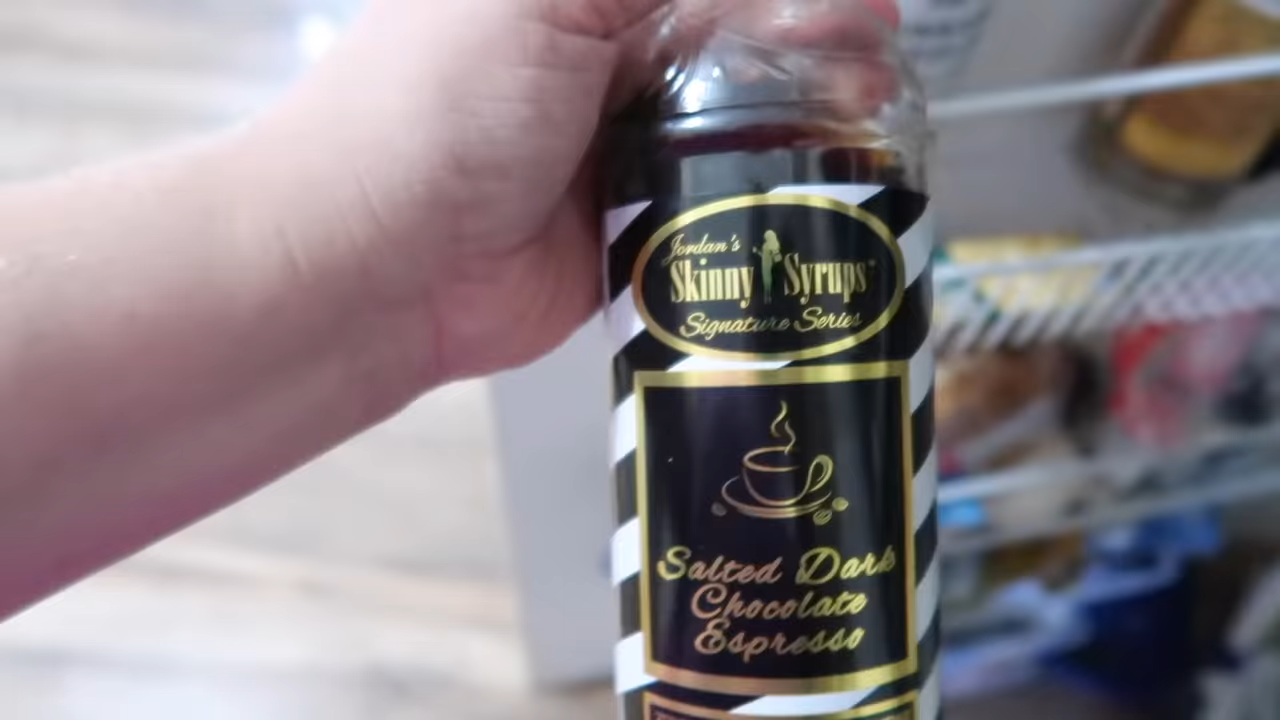 Jordan's
Skinny Syrups
Signature Series
Salted Dark
Chocolate
Espresso